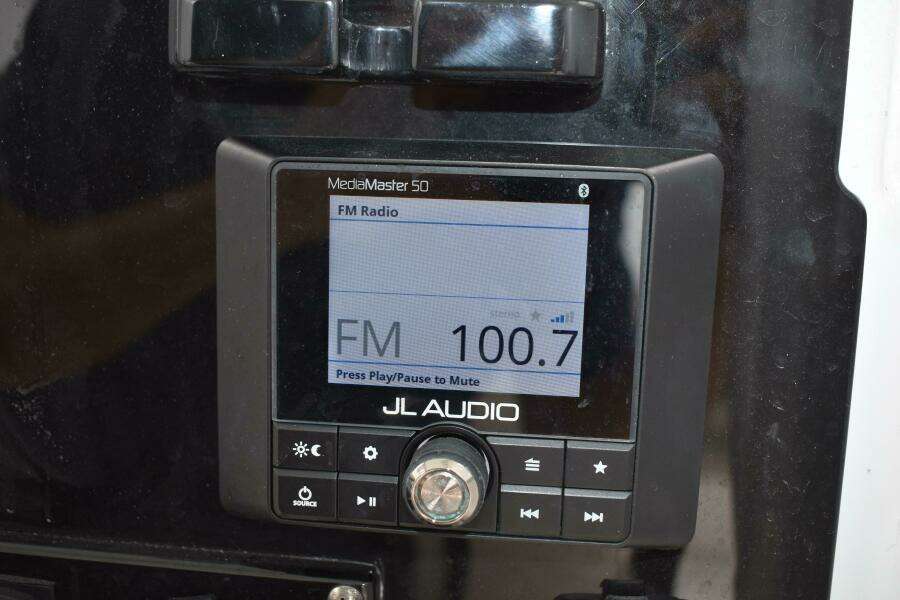 MediaMaster 50
FM Radio
stereo
FM 100.7
Press Play/Pause to Mute
JL AUDIO
SOURCE